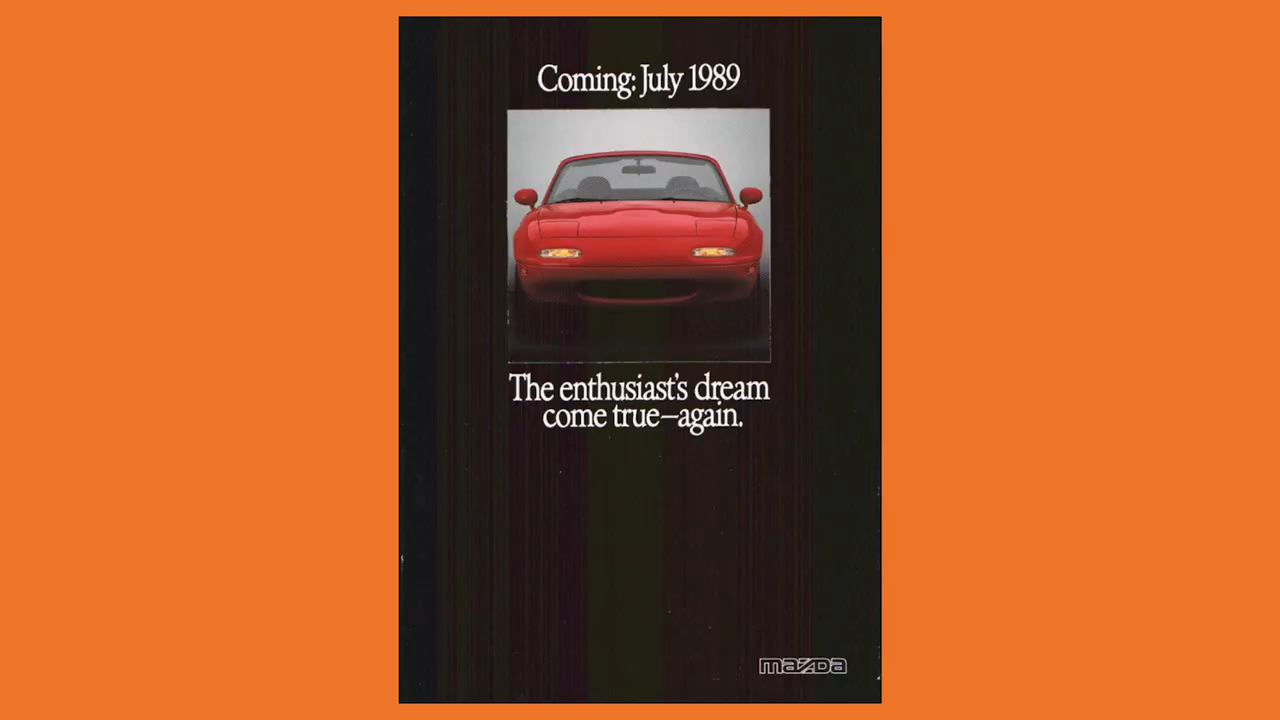 Coming: July 1989
The enthusiast's dream
come true—again.
mazda